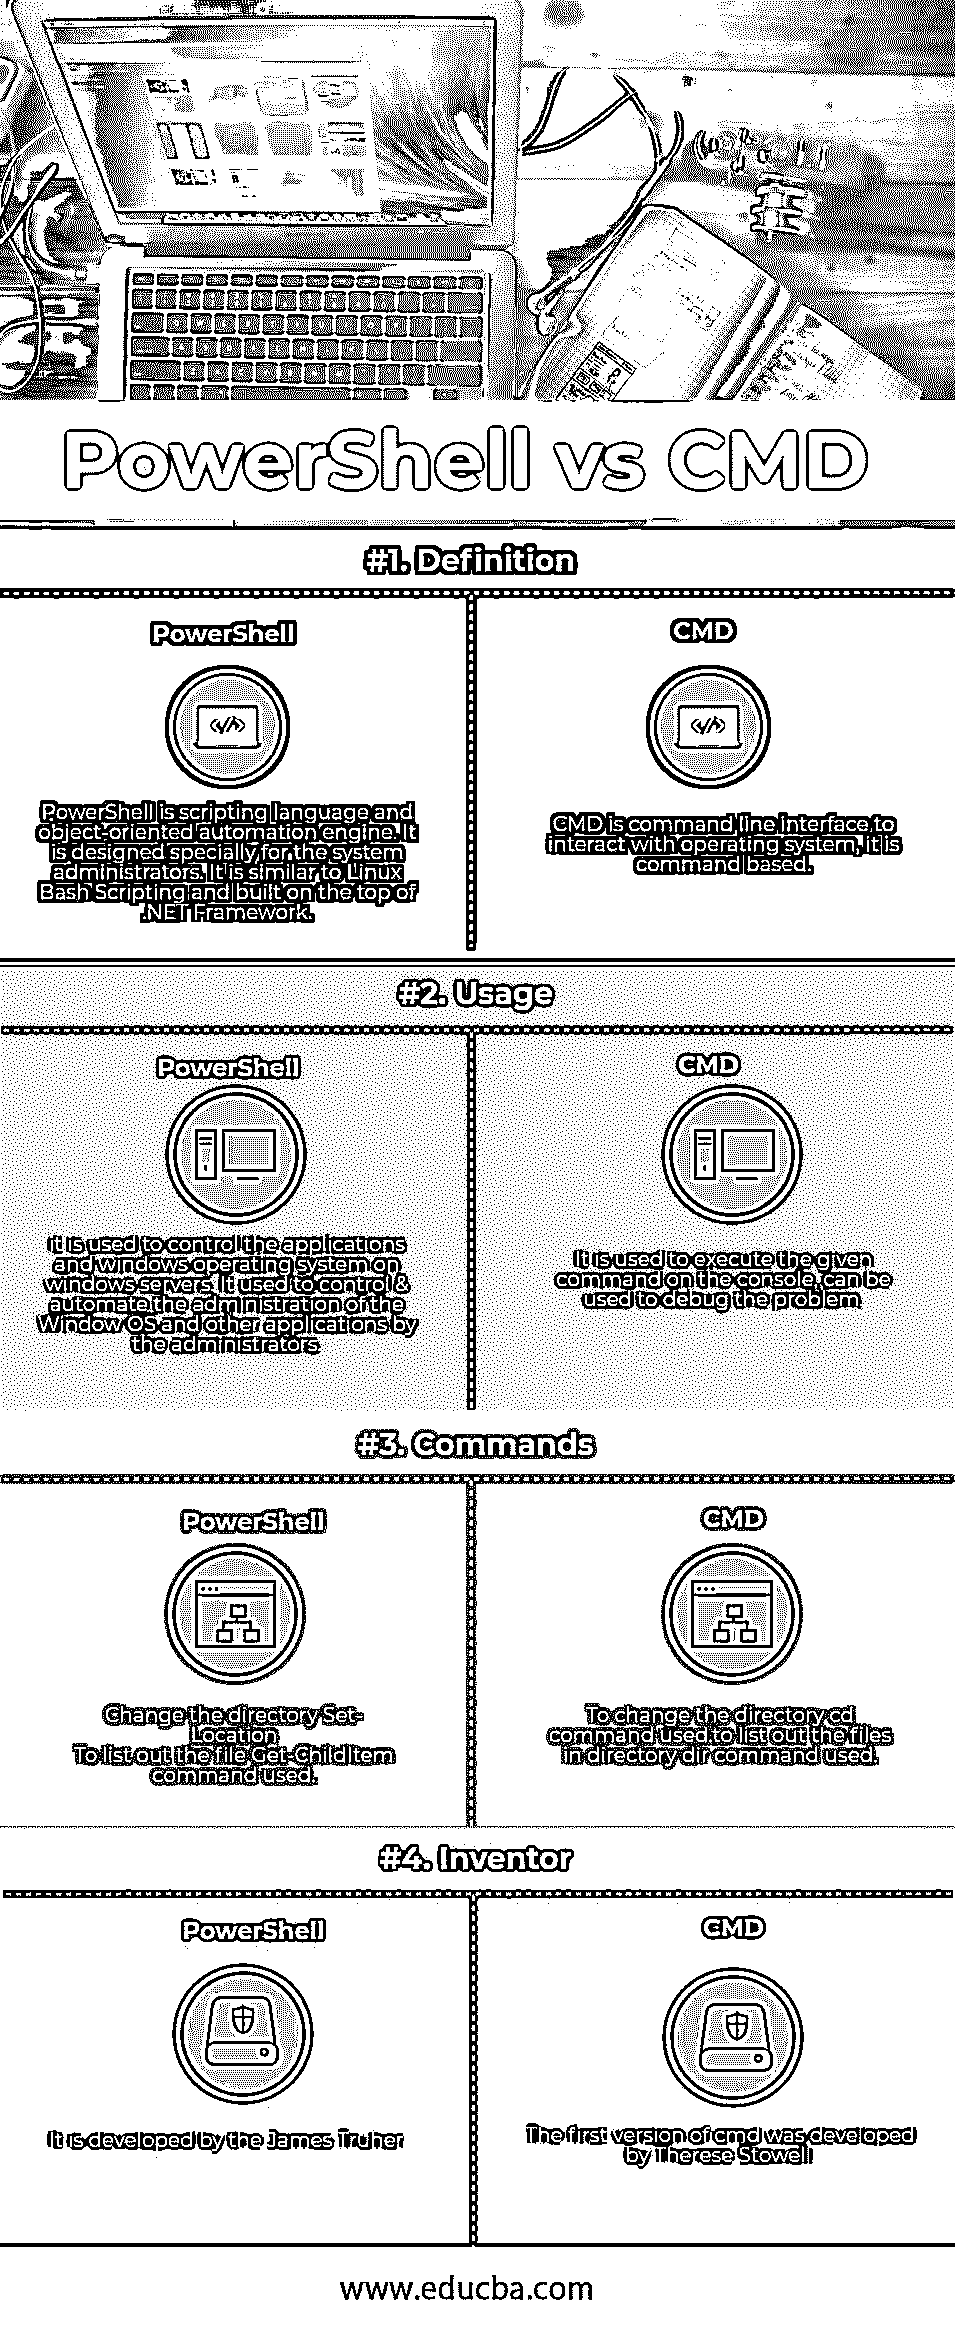 PowerShell vs CMD
#1. Definition
PowerShell
PowerShell is scripting language and
object-oriented automation engine. It
is designed specially for the system
administrators. It is similar to Linux
Bash Scripting and built on the top of
.NET Framework.
CMD
CMD is command line interface to
interact with operating system, it is
command based.
#2. Usage
PowerShell
It is used to control the applications
and windows operating system on
windows servers. It used to control &
automate the administration of the
Window OS and other applications by
the administrators
CMD
It is used to execute the given
command on the console, can be
used to debug the problem
#3. Commands
PowerShell
Change the directory Set-
Location
To list out the file Get-ChildItem
command used.
CMD
To change the directory cd
command used to list out the files
in directory dir command used.
#4. Inventor
PowerShell
It is developed by the James Truher
CMD
The first version of cmd was developed
by Therese Stowell
www.educba.com